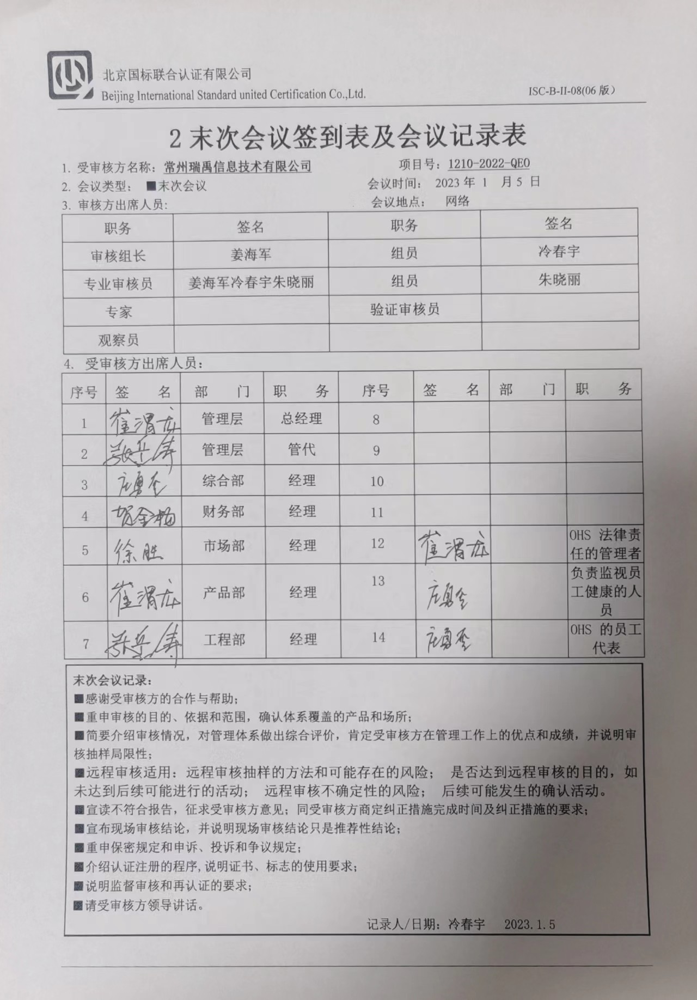 北京国标联合认证有限公司
Beijing International Standard united Certification Co.,Ltd.
ISC-B-II-08(06 版)
2 末次会议签到表及会议记录表
1. 受审核方名称：常州瑞禹信息技术有限公司 项目号：1210-2022-QEO
2. 会议类型： ■末次会议 会议时间： 2023 年 1 月 5 日
3. 审核方出席人员: 会议地点： 网络
职务 签名 职务 签名
审核组长 姜海军 组员 冷春宇
专业审核员 姜海军冷春宇朱晓丽 组员 朱晓丽
专家 验证审核员
观察员
4. 受审核方出席人员：
序号 签 名 部 门 职 务 序号 签 名 部 门 职 务
1 崔渭龙 管理层 总经理 8
2 管理层 管代 9
3 综合部 经理 10
4 贺金梅 财务部 经理 11
5 徐胜 市场部 经理 12 崔渭龙 OHS 法律责
任的管理者
6 崔渭龙 产品部 经理 13 负责监视员
工健康的人
员
7 工程部 经理 14 OHS 的员工
代表
末次会议记录：
■感谢受审核方的合作与帮助；
■重申审核的目的、依据和范围，确认体系覆盖的产品和场所；
■简要介绍审核情况，对管理体系做出综合评价，肯定受审核方在管理工作上的优点和成绩，并说明审
核抽样局限性；
■远程审核适用：远程审核抽样的方法和可能存在的风险； 是否达到远程审核的目的，如
未达到后续可能进行的活动； 远程审核不确定性的风险； 后续可能发生的确认活动。
■宣读不符合报告，征求受审核方意见；同受审核方商定纠正措施完成时间及纠正措施的要求；
■宣布现场审核结论，并说明现场审核结论只是推荐性结论；
■重申保密规定和申诉、投诉和争议规定；
■介绍认证注册的程序,说明证书、标志的使用要求；
■说明监督审核和再认证的要求；
■请受审核方领导讲话。
记录人/日期：冷春宇 2023.1.5